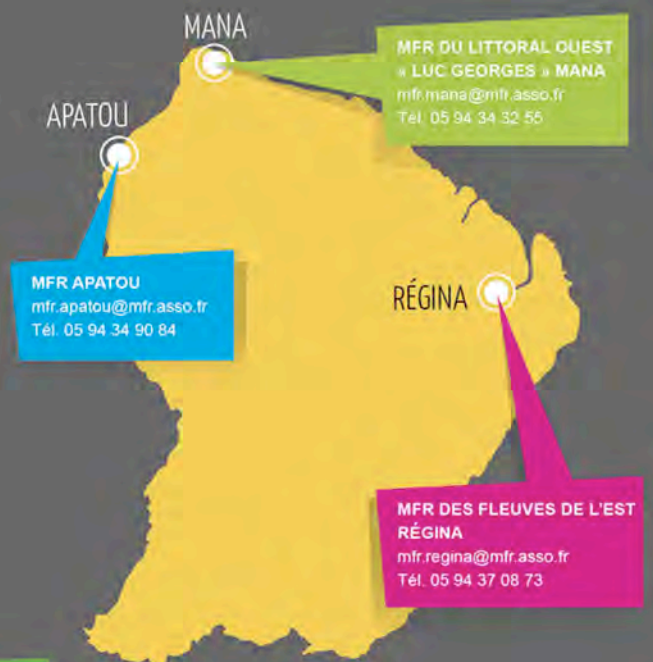 MANA
MFR DU LITTORAL OUEST
« LUC GEORGES » MANA
mfr.mana@mfr.asso.fr
Tél. 05 94 34 32 55
APATOU
MFR APATOU
mfr.apatou@mfr.asso.fr
Tél. 05 94 34 90 84
RÉGINA
MFR DES FLEUVES DE L'EST
RÉGINA
mfr.regina@mfr.asso.fr
Tél. 05 94 37 08 73